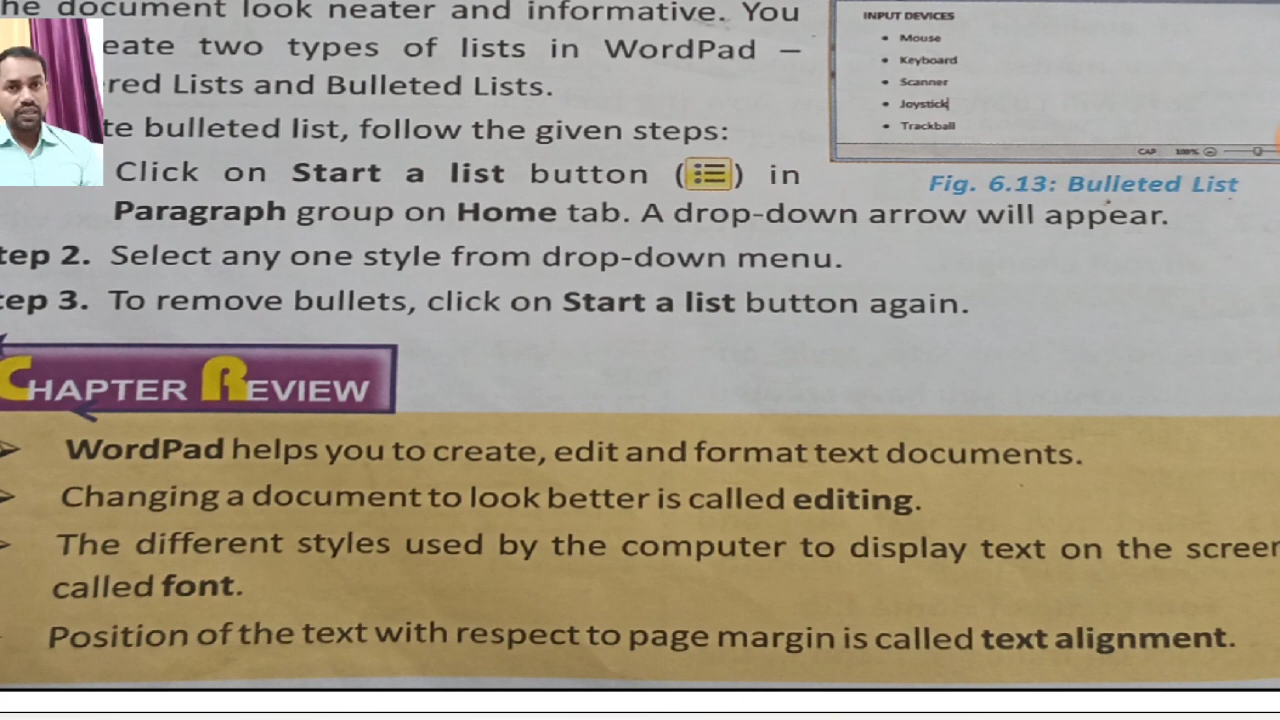 he document look neater and informative. You
eate two types of lists in WordPad –
red Lists and Bulleted Lists.
te bulleted list, follow the given steps:
Click on Start a list button ( ) in
Paragraph group on Home tab. A drop-down arrow will appear.
tep 2. Select any one style from drop-down menu.
tep 3. To remove bullets, click on Start a list button again.
INPUT DEVICES
• Mouse
• Keyboard
• Scanner
• Joystick
• Trackball
CAP 100%
Fig. 6.13: Bulleted List
CHAPTER REVIEW
➢ WordPad helps you to create, edit and format text documents.
➢ Changing a document to look better is called editing.
➢ The different styles used by the computer to display text on the screen
called font.
Position of the text with respect to page margin is called text alignment.